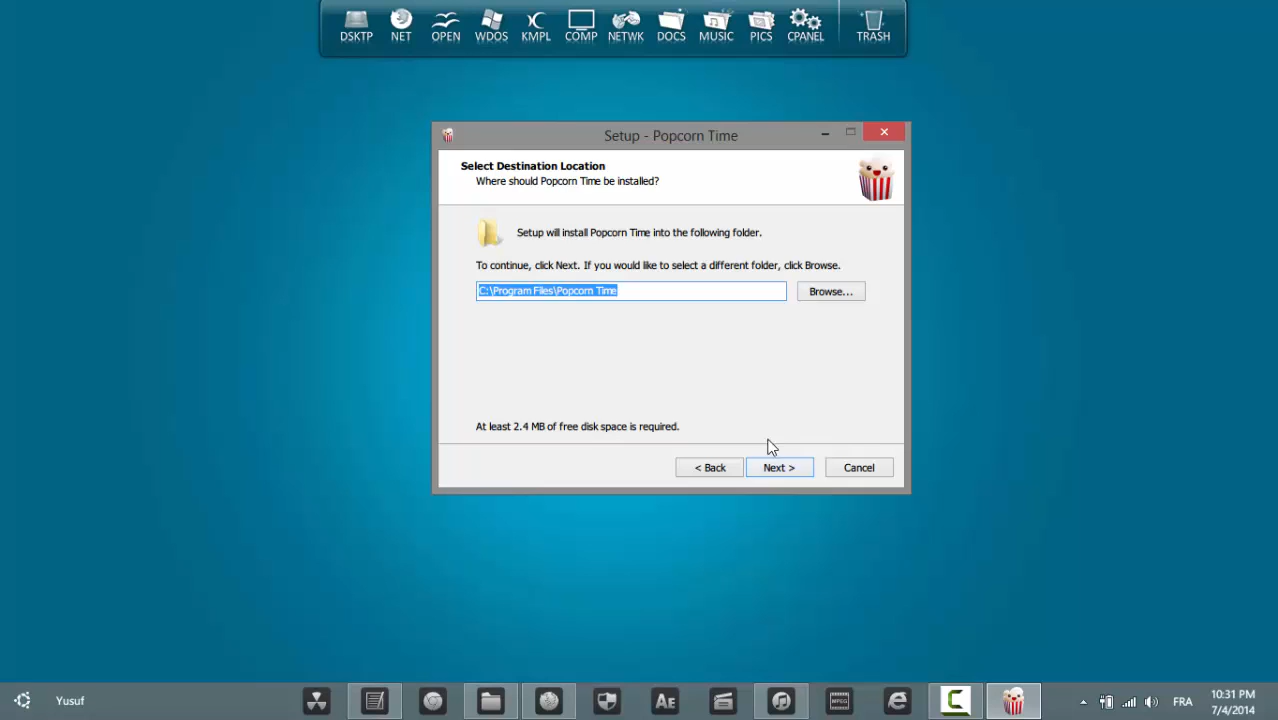 DSKTP NET OPEN WDOS KMPL COMP NETWK DOCS MUSIC PICS CPANEL TRASH
Setup - Popcorn Time
Select Destination Location
Where should Popcorn Time be installed?
Setup will install Popcorn Time into the following folder.
To continue, click Next. If you would like to select a different folder, click Browse.
C:\Program Files\Popcorn Time
Browse...
At least 2.4 MB of free disk space is required.
< Back Next > Cancel
Yusuf
Ae
MPEG
FR
10:31 PM
7/4/2014